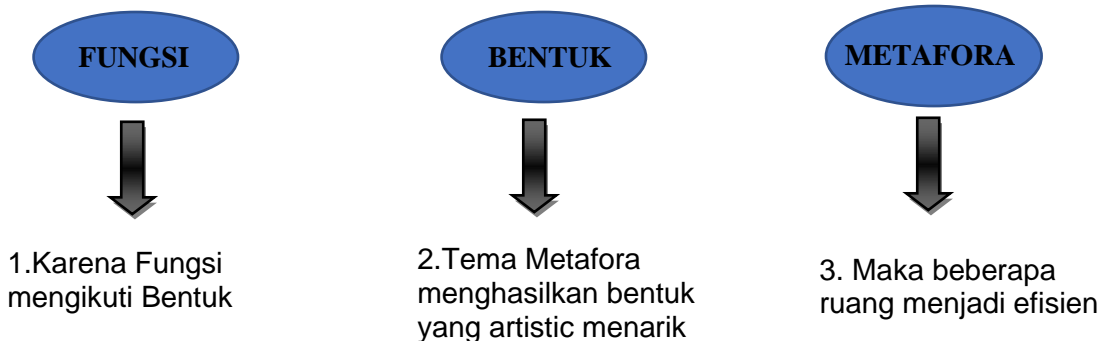 FUNGSI
BENTUK
METAFORA
1.Karena Fungsi
mengikuti Bentuk
2.Tema Metafora
menghasilkan bentuk
yang artistic menarik
3. Maka beberapa
ruang menjadi efisien